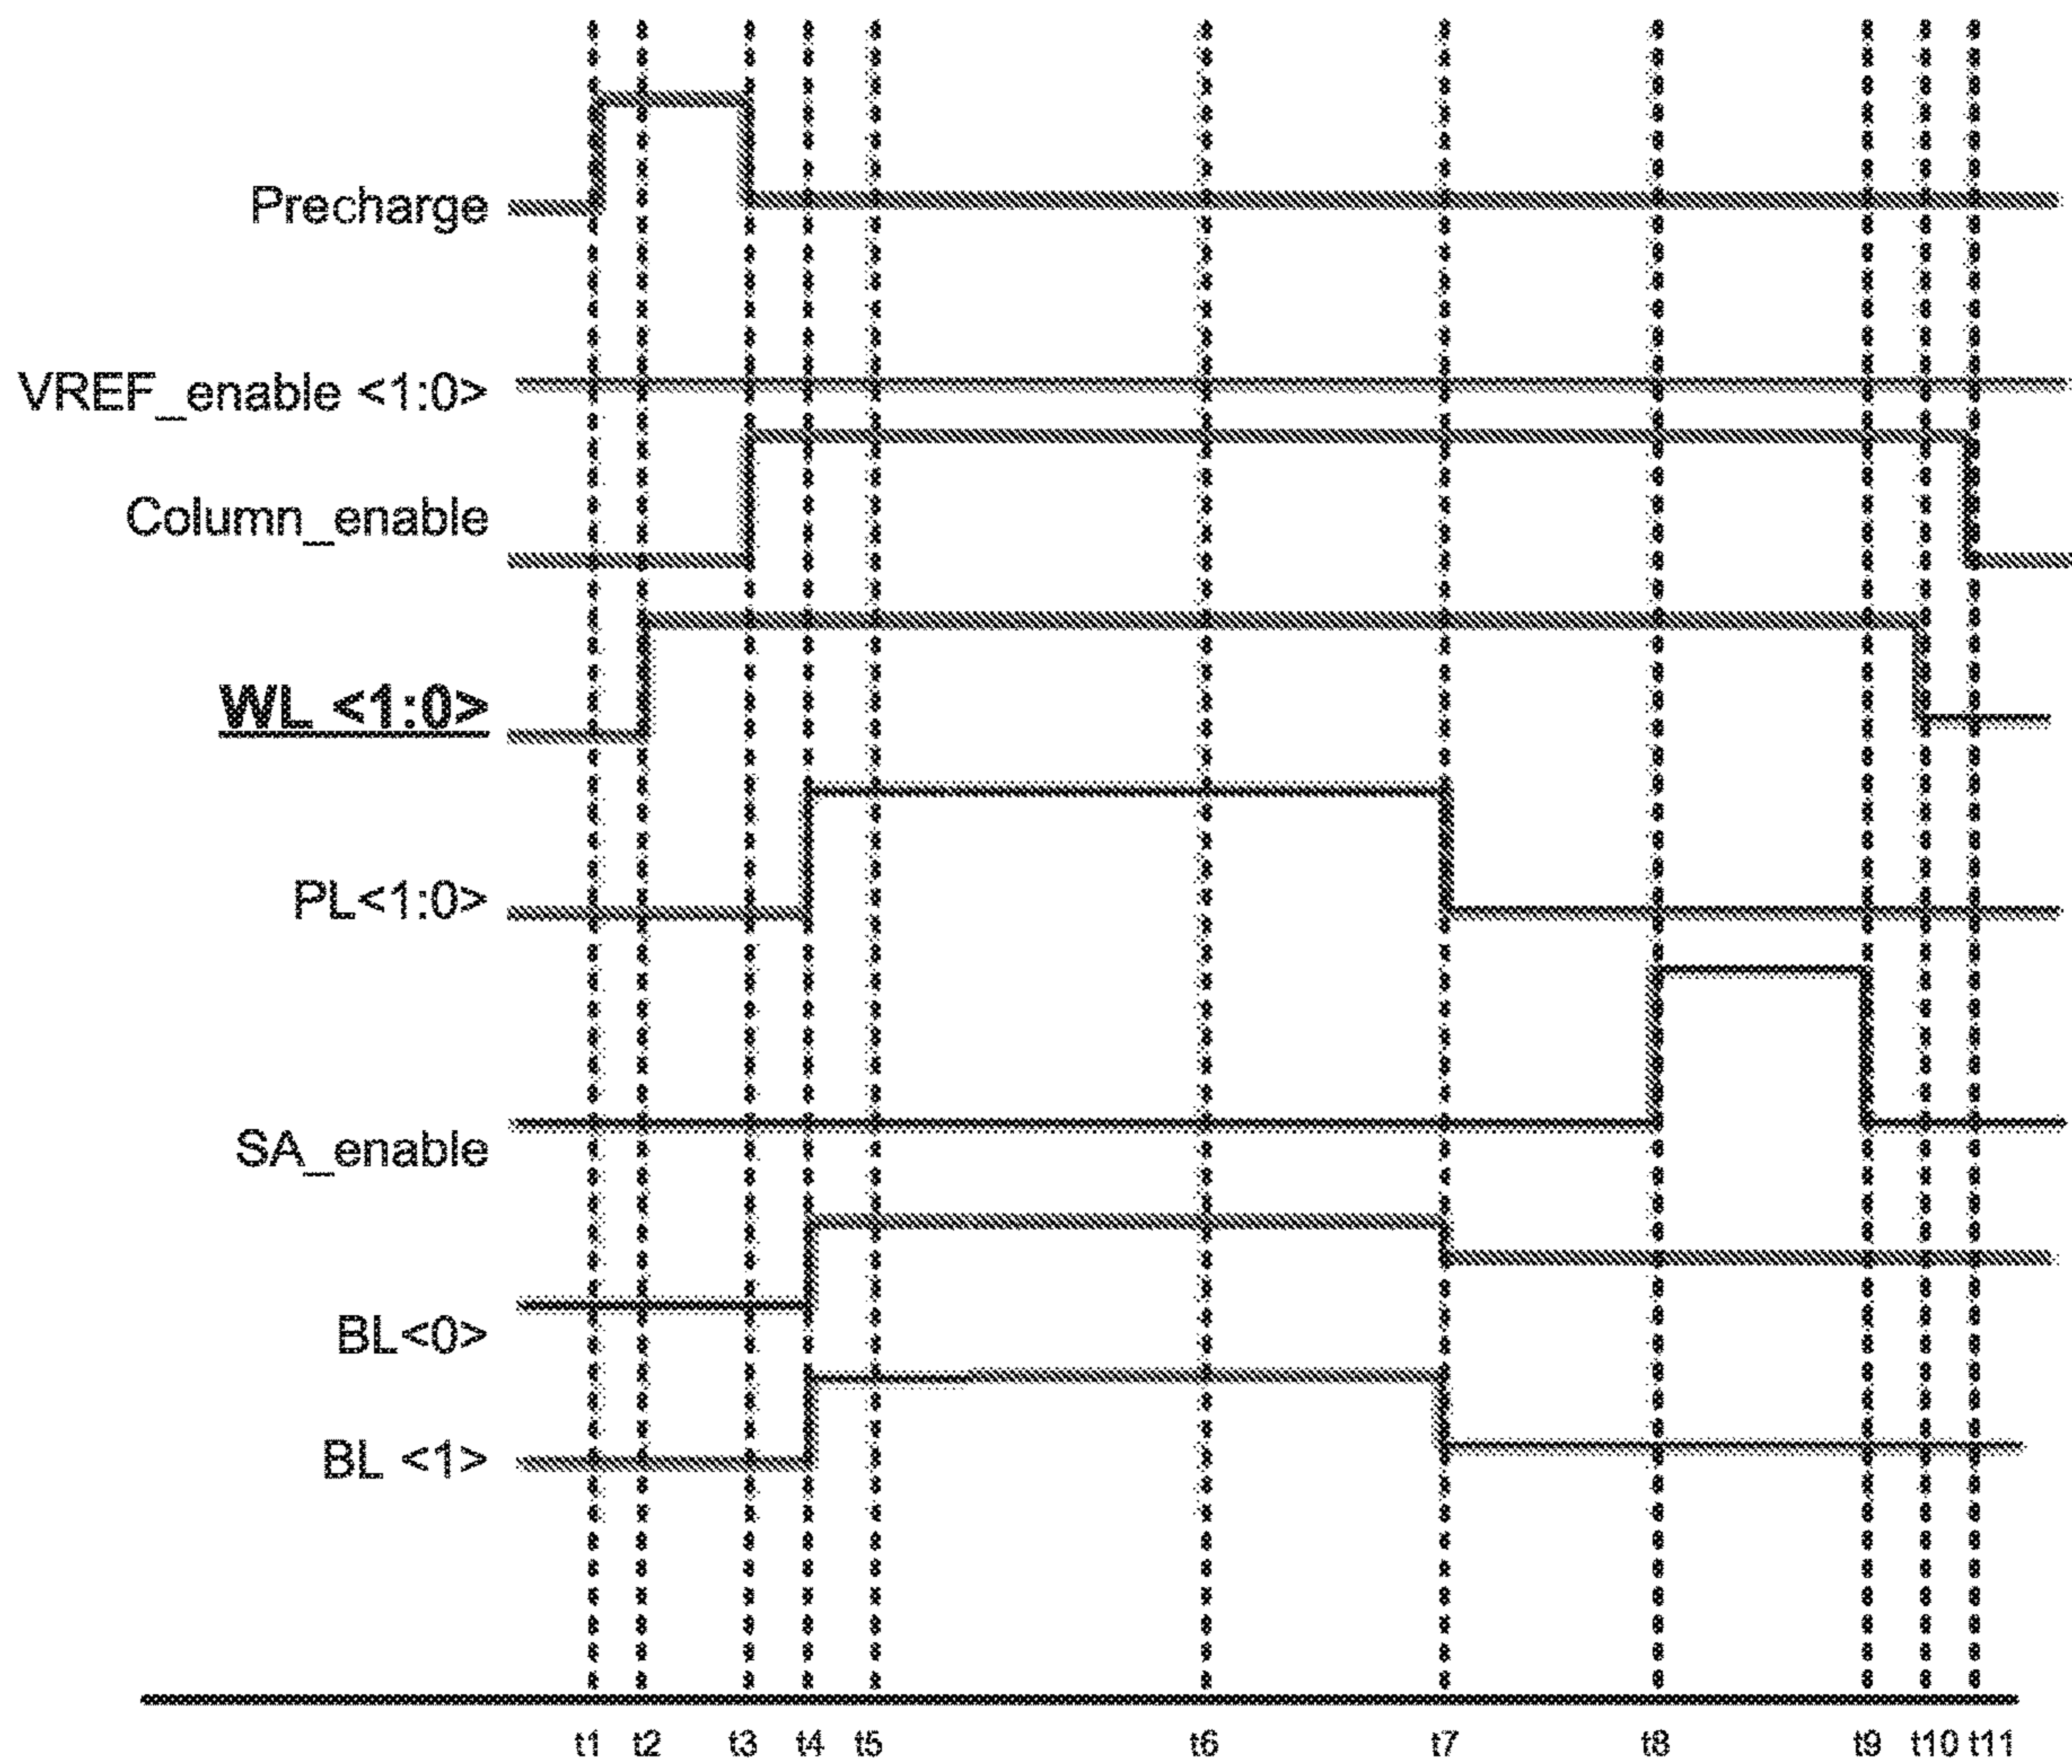 Precharge
VREF_enable <1:0>
Column_enable
WL <1:0>
PL<1:0>
SA_enable
BL<0>
BL <1>
t1 t2 t3 t4 t5 t6 t7 t8 t9 t10 t11